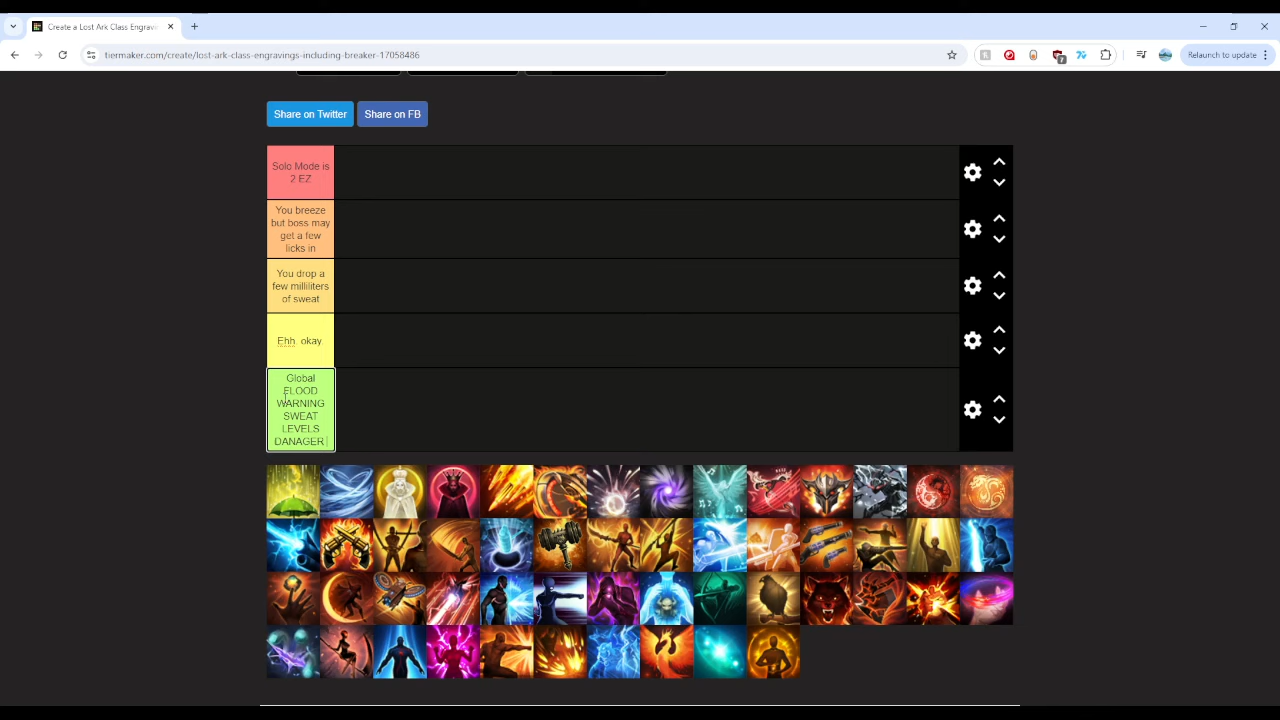 Create a Lost Ark Class Engravi
tiermaker.com/create/lost-ark-class-engravings-including-breaker-17058486
7
Relaunch to update
Share on Twitter
Share on FB
Solo Mode is
2 EZ
You breeze
but boss may
get a few
licks in
You drop a
few milliliters
of sweat
Ehh. okay.
Global
FLOOD
WARNING
SWEAT
LEVELS
DANAGER